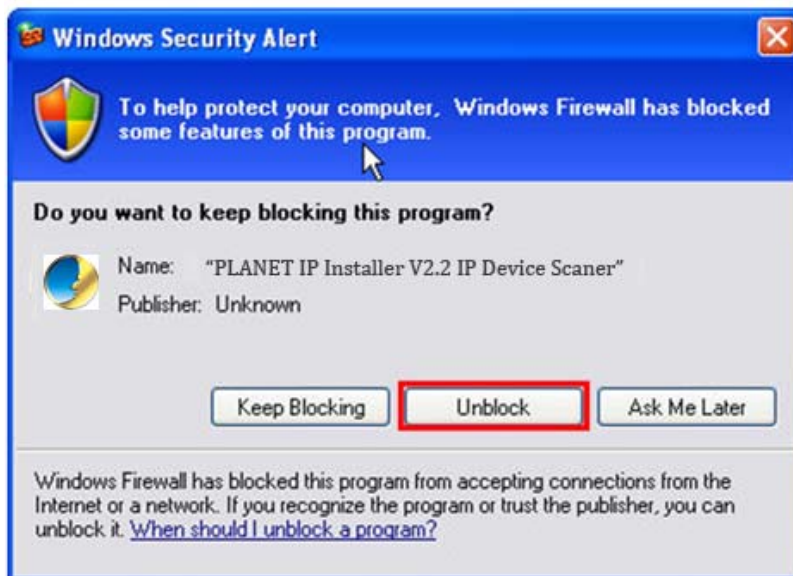 Windows Security Alert
To help protect your computer, Windows Firewall has blocked
some features of this program.
Do you want to keep blocking this program?
Name: “PLANET IP Installer V2.2 IP Device Scaner”
Publisher: Unknown
Keep Blocking Unblock Ask Me Later
Windows Firewall has blocked this program from accepting connections from the
Internet or a network. If you recognize the program or trust the publisher, you can
unblock it. When should I unblock a program?